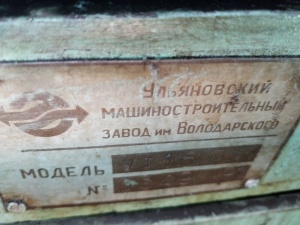 Ульяновский
машиностроительный
завод им Володарского
МОДЕЛЬ
№